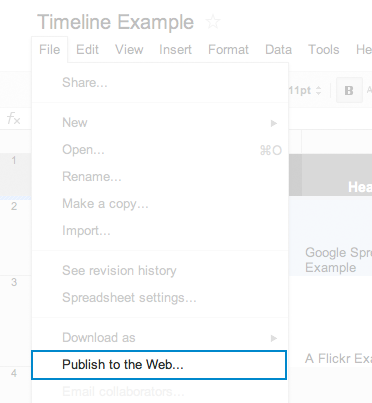 Timeline Example
File Edit View Insert Format Data Tools He
Share...
11pt B A
New
fx
Open... ⌘O
1
Rename...
Hea
2
Make a copy...
Import...
Google Spr
Example
See revision history
3
Spreadsheet settings...
Download as
A Flickr Exa
Publish to the Web...
4
Email collaborators...